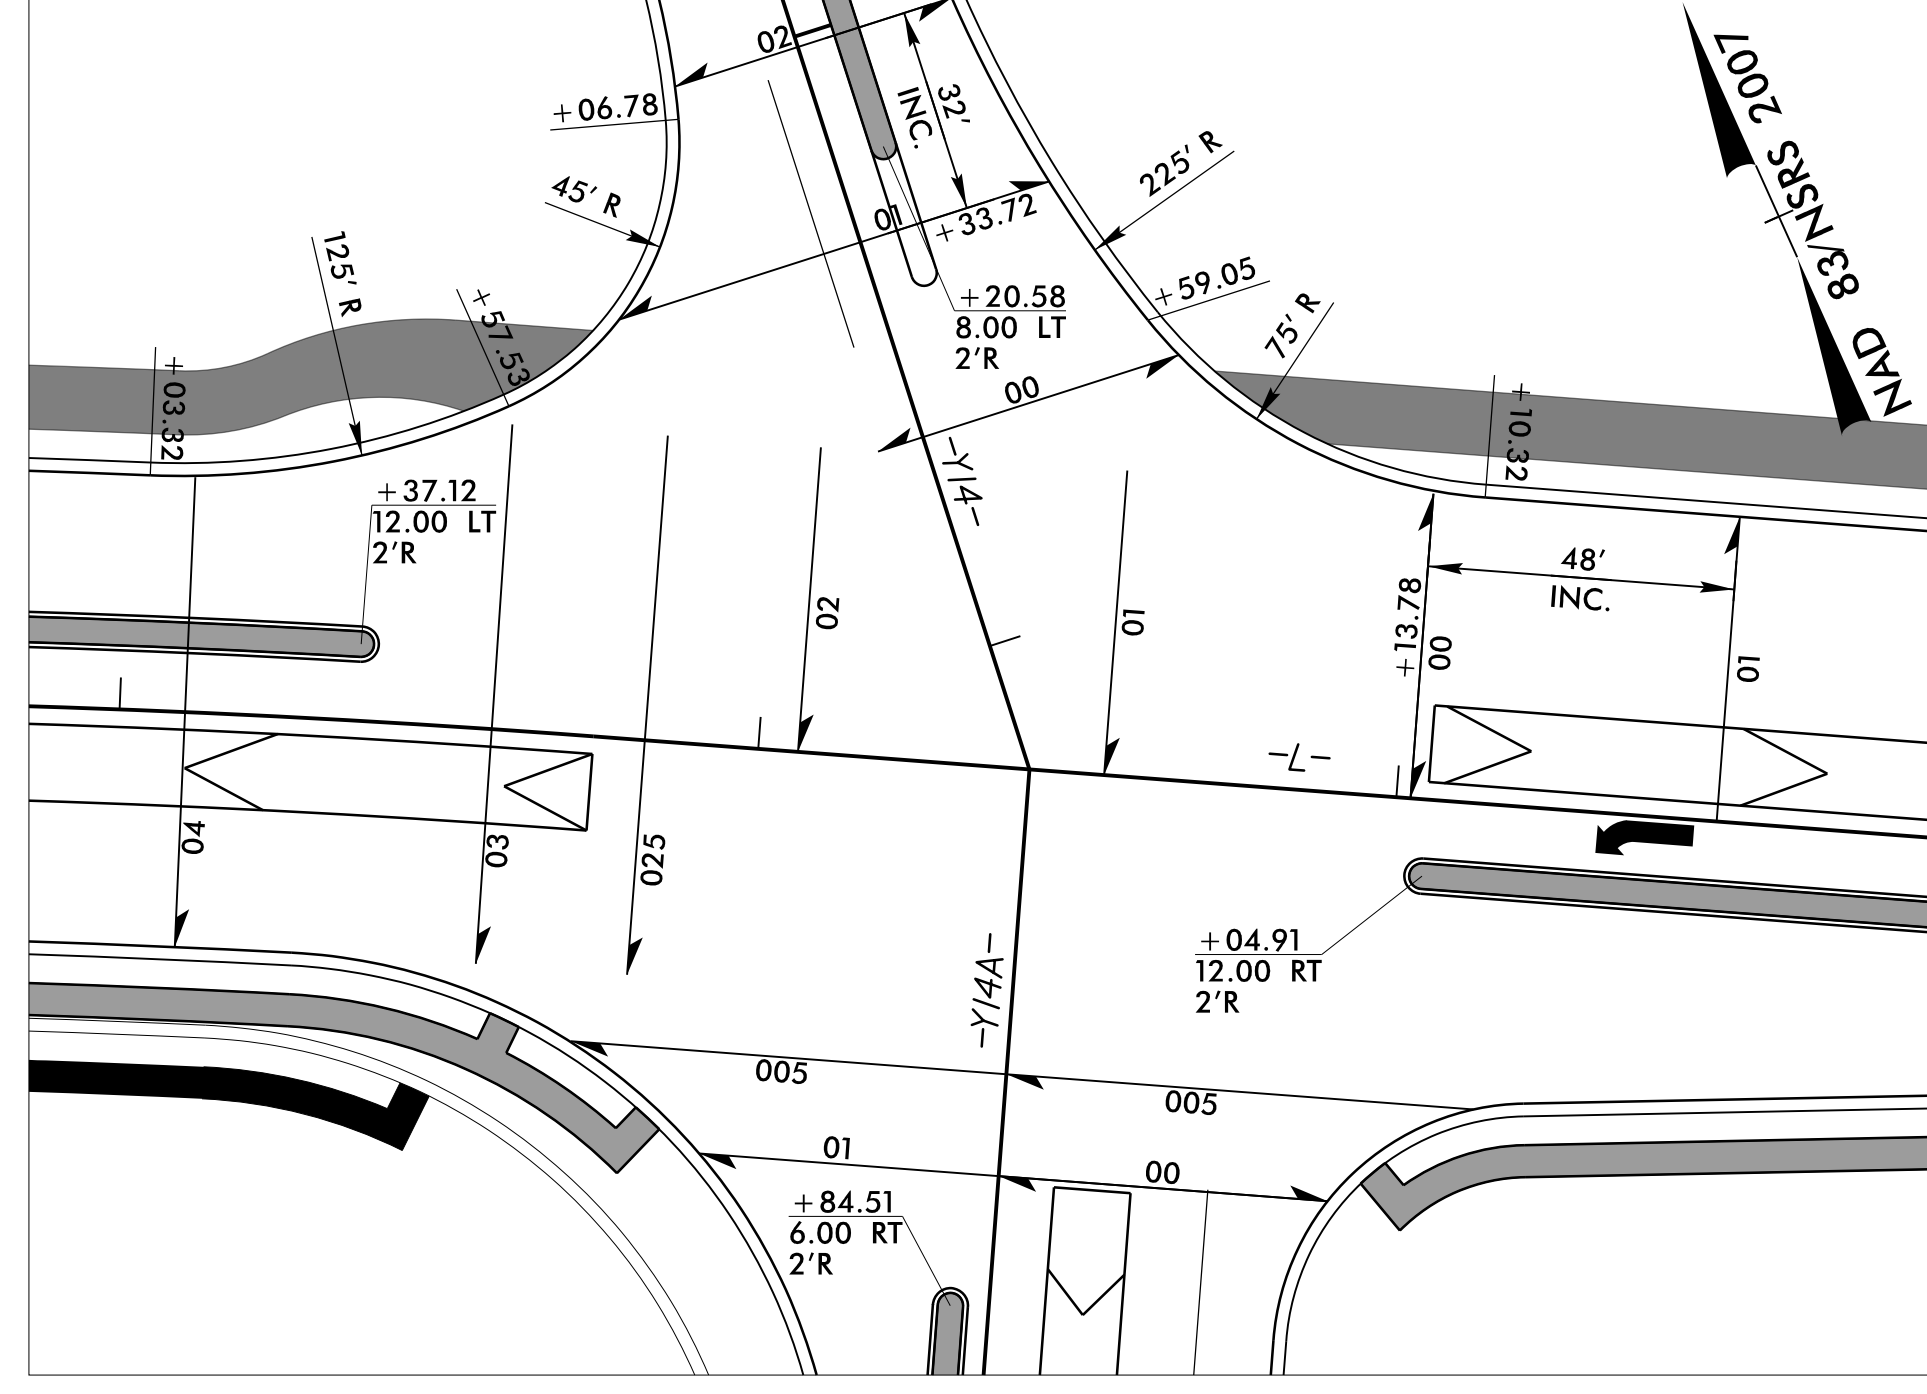 02
+06.78
32'
INC.
NAD 83/NSRS 2007
45' R
225' R
01
+33.72
125' R
+57.53
+59.05
+20.58
8.00 LT
2'R
75' R
+03.32
00
+10.32
-Y14-
+37.12
12.00 LT
2'R
48'
INC.
02
01
+13.78
00
01
-L-
04
03
025
+04.91
12.00 RT
2'R
-Y14A-
005
005
01
00
+84.51
6.00 RT
2'R